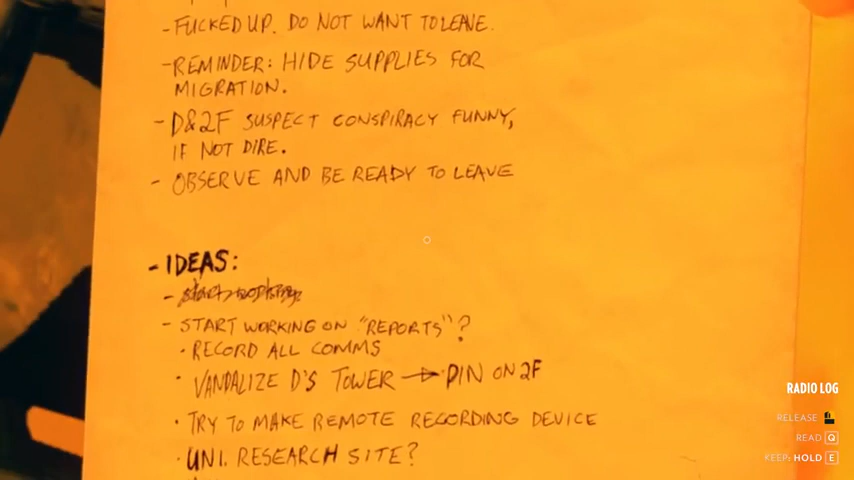 - FUCKED UP. DO NOT WANT TO LEAVE.
- REMINDER: HIDE SUPPLIES FOR
MIGRATION.
- D&2F SUSPECT CONSPIRACY FUNNY,
IF NOT DIRE.
- OBSERVE AND BE READY TO LEAVE
- IDEAS:
- START WORKING ON "REPORTS"?
· RECORD ALL COMMS
· VANDALIZE D'S TOWER → PIN ON 2F
· TRY TO MAKE REMOTE RECORDING DEVICE
· UNI. RESEARCH SITE?
RADIO LOG
RELEASE
READ Q
KEEP: HOLD E